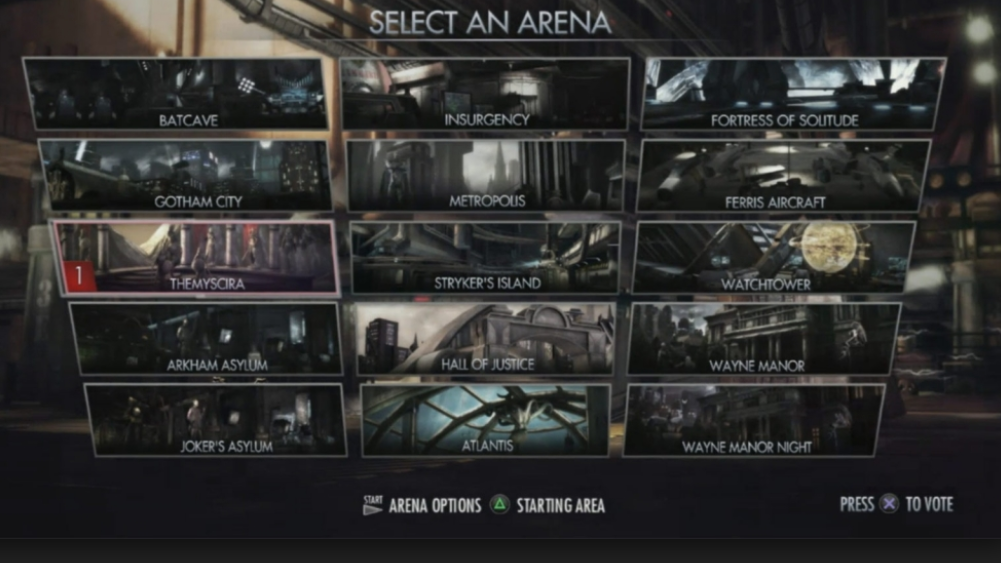 SELECT AN ARENA
BATCAVE
INSURGENCY
FORTRESS OF SOLITUDE
GOTHAM CITY
METROPOLIS
FERRIS AIRCRAFT
1
THEMYSCIRA
STRYKER'S ISLAND
WATCHTOWER
ARKHAM ASYLUM
HALL OF JUSTICE
WAYNE MANOR
JOKER'S ASYLUM
ATLANTIS
WAYNE MANOR NIGHT
START ARENA OPTIONS STARTING AREA
PRESS X TO VOTE